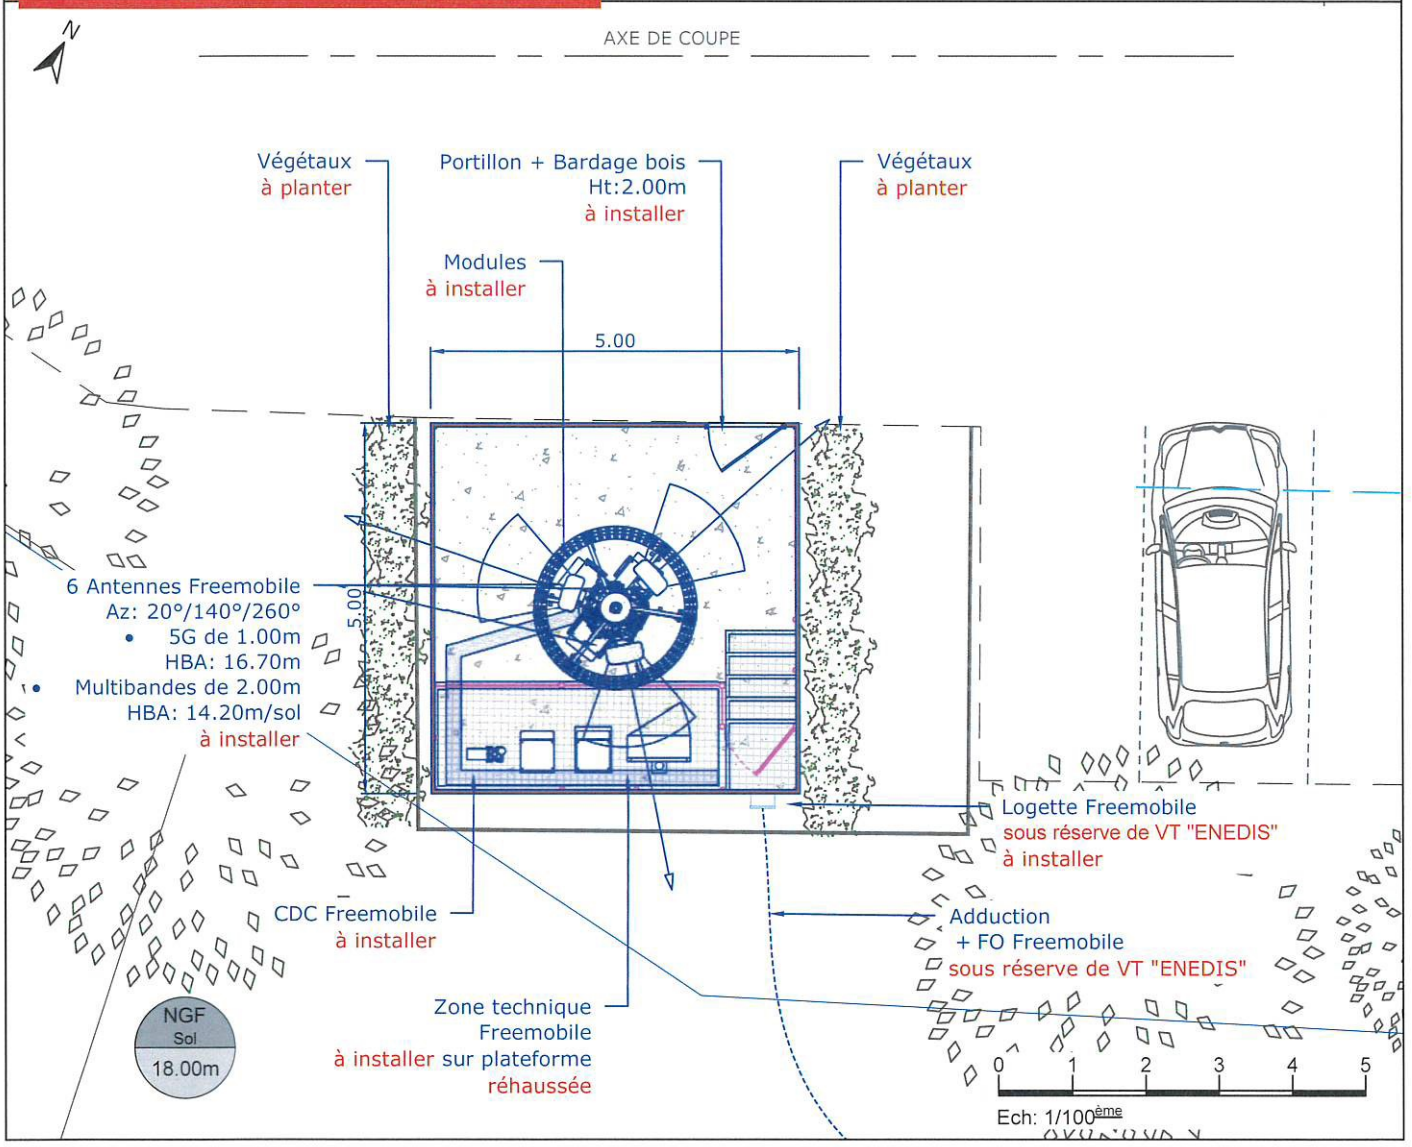 N
AXE DE COUPE
Végétaux
à planter
Portillon + Bardage bois
Ht:2.00m
à installer
Végétaux
à planter
Modules
à installer
5.00
5.00
6 Antennes Freemobile
Az: 20°/140°/260°
• 5G de 1.00m
HBA: 16.70m
• Multibandes de 2.00m
HBA: 14.20m/sol
à installer
Logette Freemobile
sous réserve de VT "ENEDIS"
à installer
CDC Freemobile
à installer
Adduction
+ FO Freemobile
sous réserve de VT "ENEDIS"
Zone technique
Freemobile
à installer sur plateforme
réhaussée
NGF
Sol
18.00m
0 1 2 3 4 5
Ech: 1/100ème